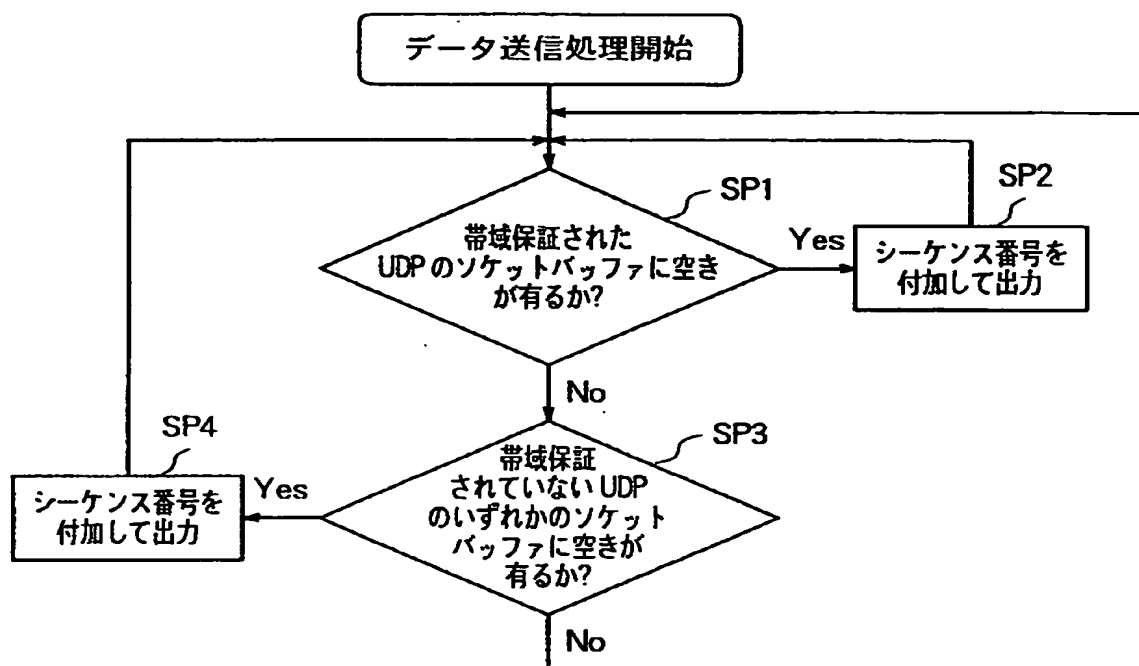 データ送信処理開始
SP1
帯域保証された
UDPのソケットバッファに空き
が有るか?
Yes
SP2
シーケンス番号を
付加して出力
No
SP3
帯域保証
されていない UDP
のいずれかのソケット
バッファに空きが
有るか?
Yes
SP4
シーケンス番号を
付加して出力
No